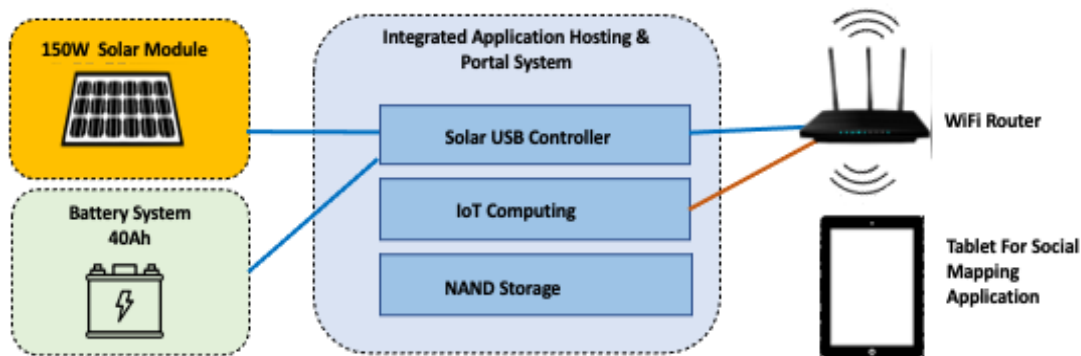 150W Solar Module
Battery System
40Ah
Integrated Application Hosting &
Portal System
Solar USB Controller
IoT Computing
NAND Storage
WiFi Router
Tablet For Social
Mapping
Application